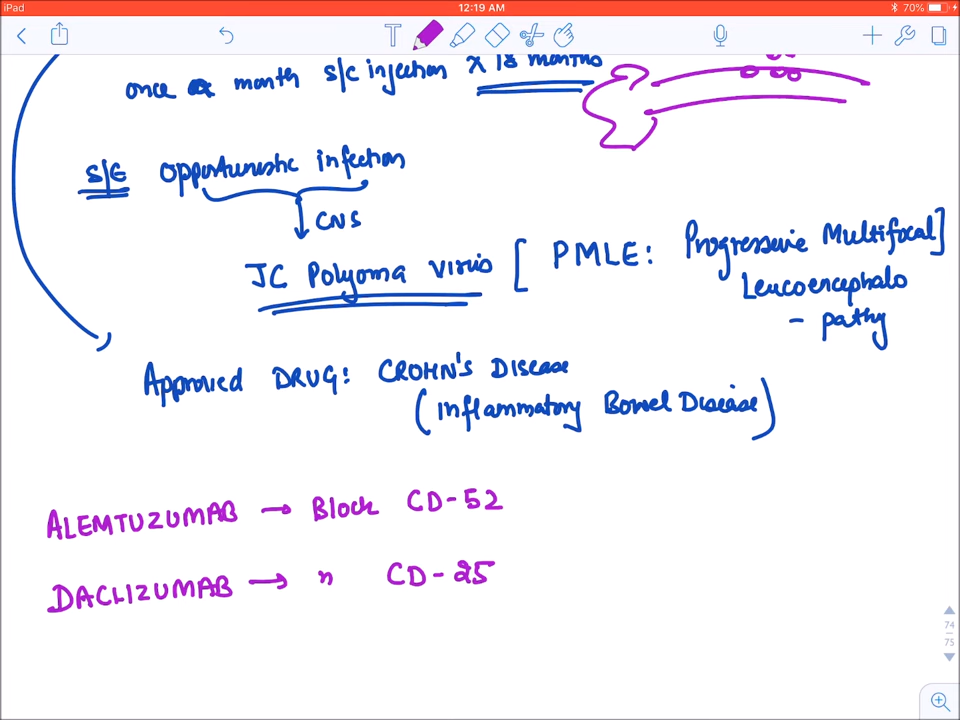 iPad
12:19 AM
70%
T
once a month s/c injection x 18 months
S/E Opportunistic infection
CNS
JC Polyoma virus [ PMLE: Progressive Multifocal]
Leucoencephalo
- pathy
Approved DRUG: CROHN'S Disease
(Inflammatory Bowel Disease)
ALEMTUZUMAB → Block CD-52
DACLIZUMAB → " CD-25
74
75